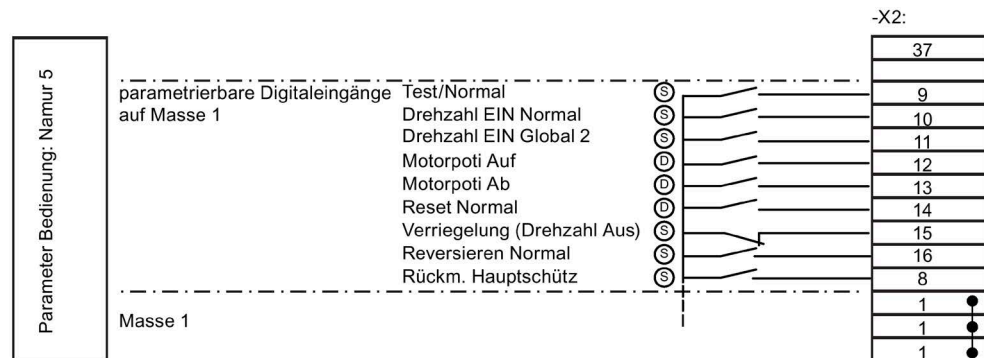 -X2:
37
Parameter Bedienung: Namur 5
parametrierbare Digitaleingänge Test/Normal S 9
auf Masse 1 Drehzahl EIN Normal S 10
Drehzahl EIN Global 2 S 11
Motorpoti Auf D 12
Motorpoti Ab D 13
Reset Normal D 14
Verriegelung (Drehzahl Aus) S 15
Reversieren Normal S 16
Rückm. Hauptschütz S 8
Masse 1 1
1
1